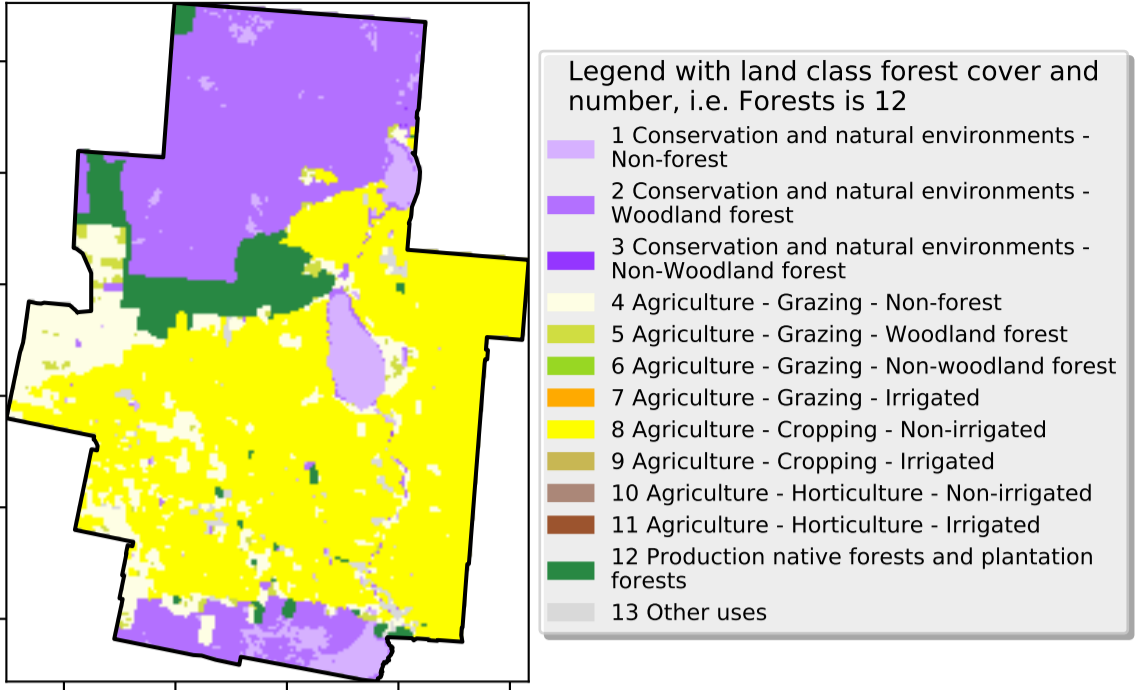 Legend with land class forest cover and
number, i.e. Forests is 12
1 Conservation and natural environments -
Non-forest
2 Conservation and natural environments -
Woodland forest
3 Conservation and natural environments -
Non-Woodland forest
4 Agriculture - Grazing - Non-forest
5 Agriculture - Grazing - Woodland forest
6 Agriculture - Grazing - Non-woodland forest
7 Agriculture - Grazing - Irrigated
8 Agriculture - Cropping - Non-irrigated
9 Agriculture - Cropping - Irrigated
10 Agriculture - Horticulture - Non-irrigated
11 Agriculture - Horticulture - Irrigated
12 Production native forests and plantation
forests
13 Other uses